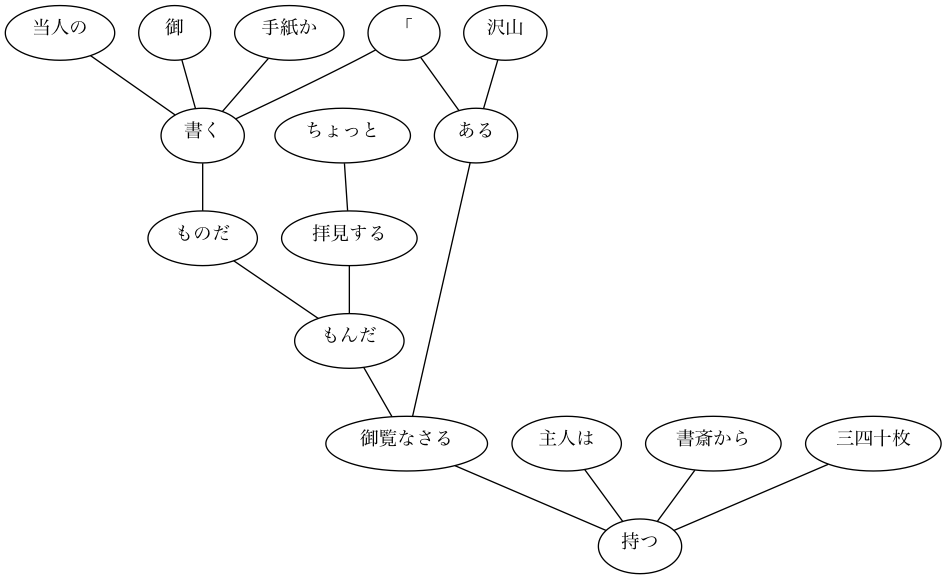 当人の 御 手紙か 「 沢山
書く ちょっと ある
ものだ 拝見する
もんだ
御覧なさる 主人は 書斎から 三四十枚
持つ